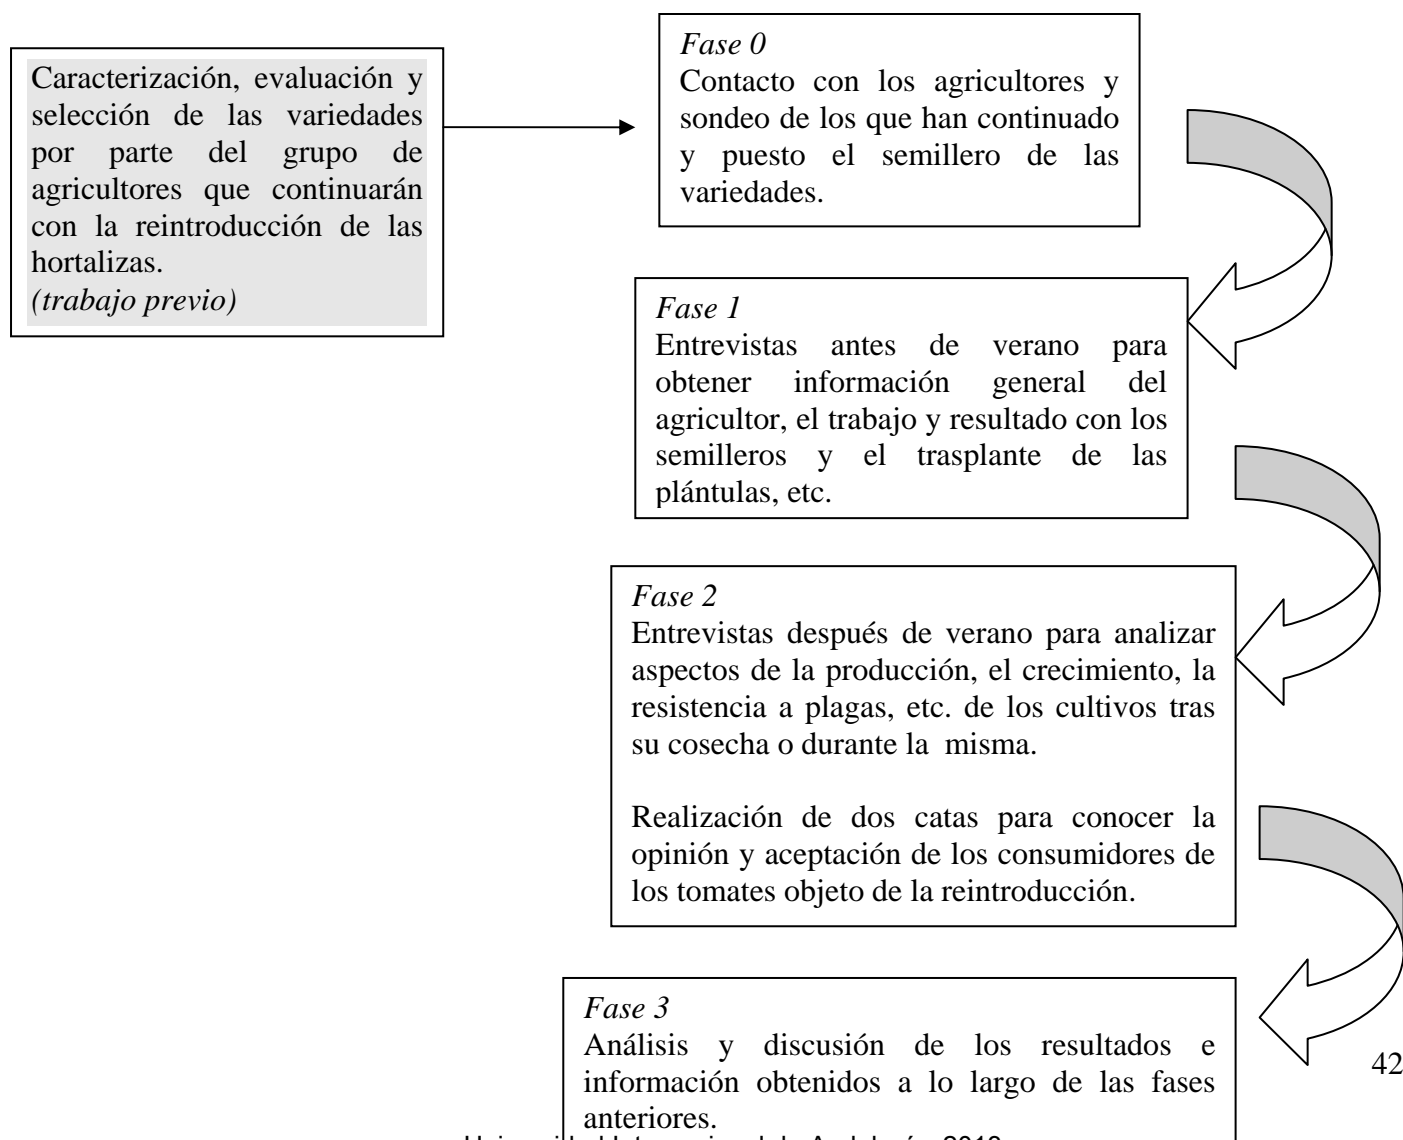 Caracterización, evaluación y
selección de las variedades
por parte del grupo de
agricultores que continuarán
con la reintroducción de las
hortalizas.
(trabajo previo)
Fase 0
Contacto con los agricultores y
sondeo de los que han continuado
y puesto el semillero de las
variedades.
Fase 1
Entrevistas antes de verano para
obtener información general del
agricultor, el trabajo y resultado con los
semilleros y el trasplante de las
plántulas, etc.
Fase 2
Entrevistas después de verano para analizar
aspectos de la producción, el crecimiento, la
resistencia a plagas, etc. de los cultivos tras
su cosecha o durante la misma.
Realización de dos catas para conocer la
opinión y aceptación de los consumidores de
los tomates objeto de la reintroducción.
Fase 3
Análisis y discusión de los resultados e
información obtenidos a lo largo de las fases
anteriores.
42